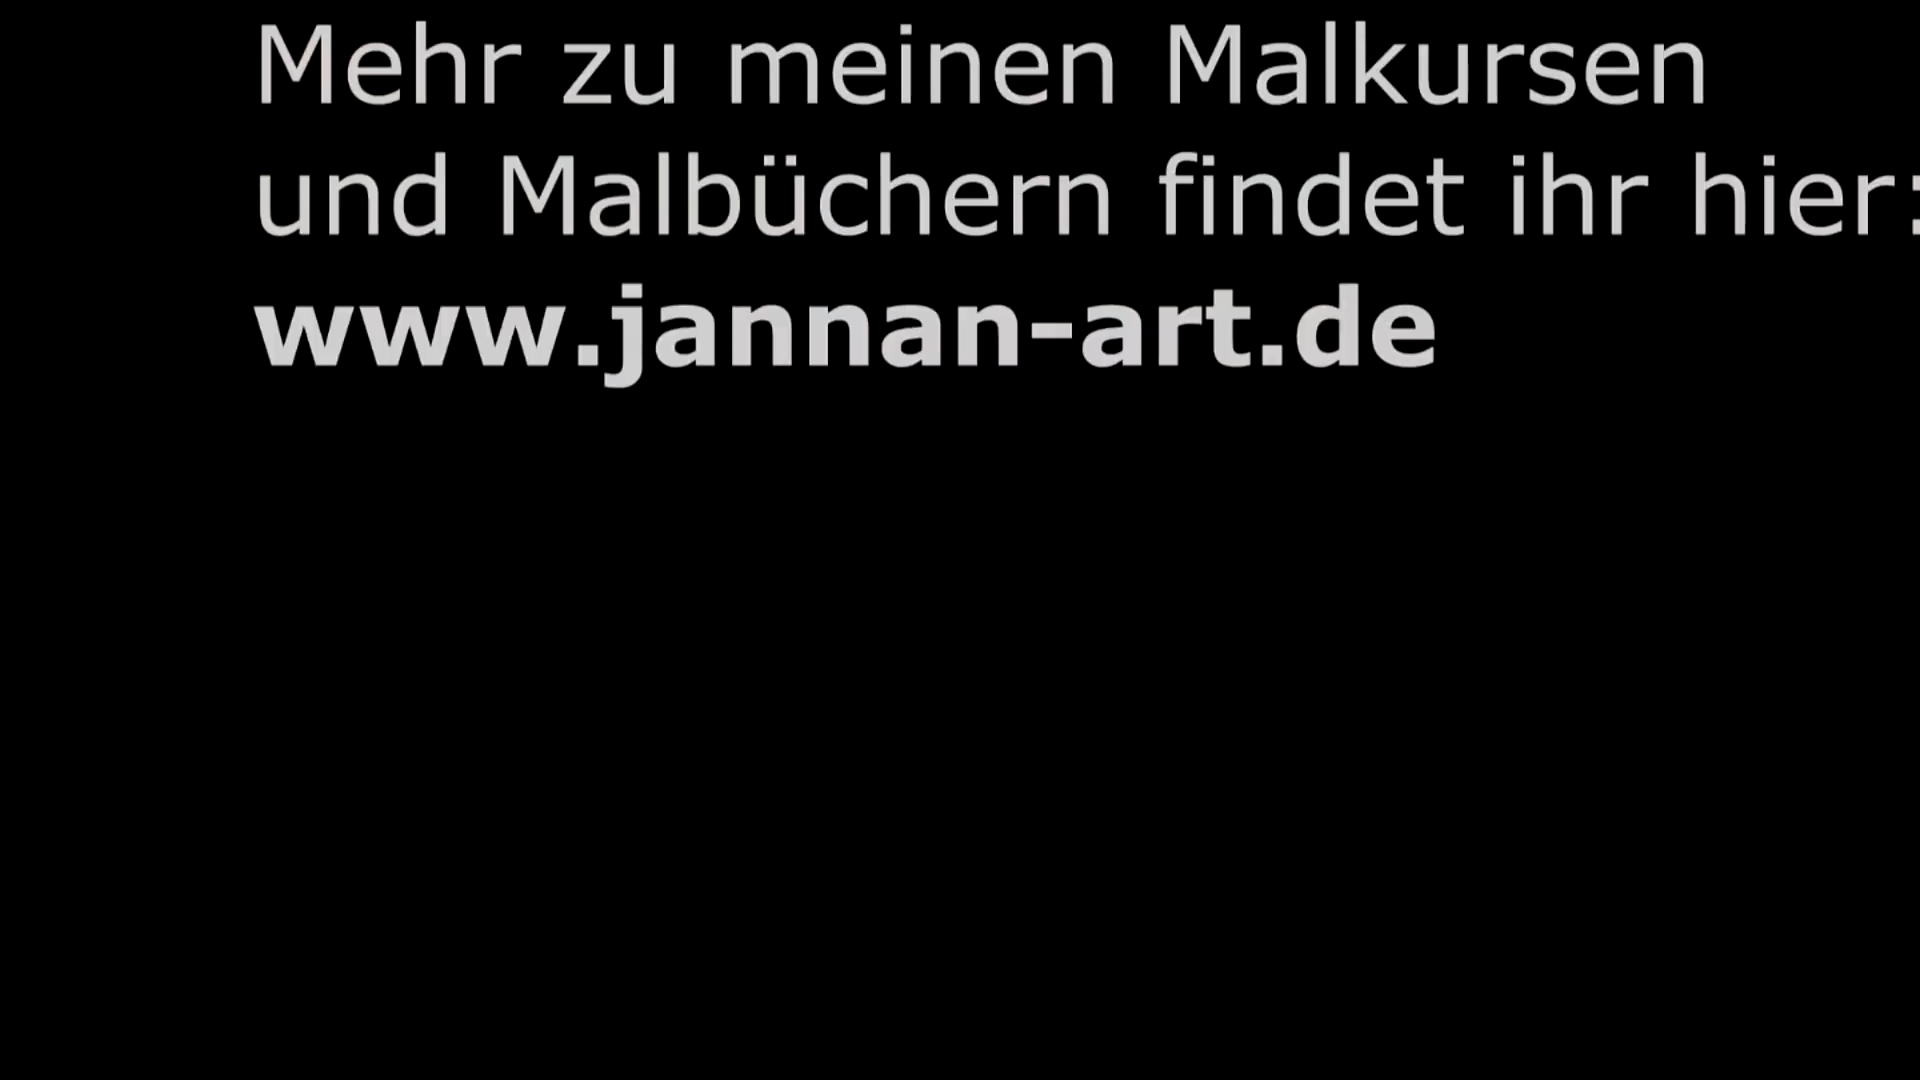 Mehr zu meinen Malkursen
und Malbüchern findet ihr hier:
www.jannan-art.de